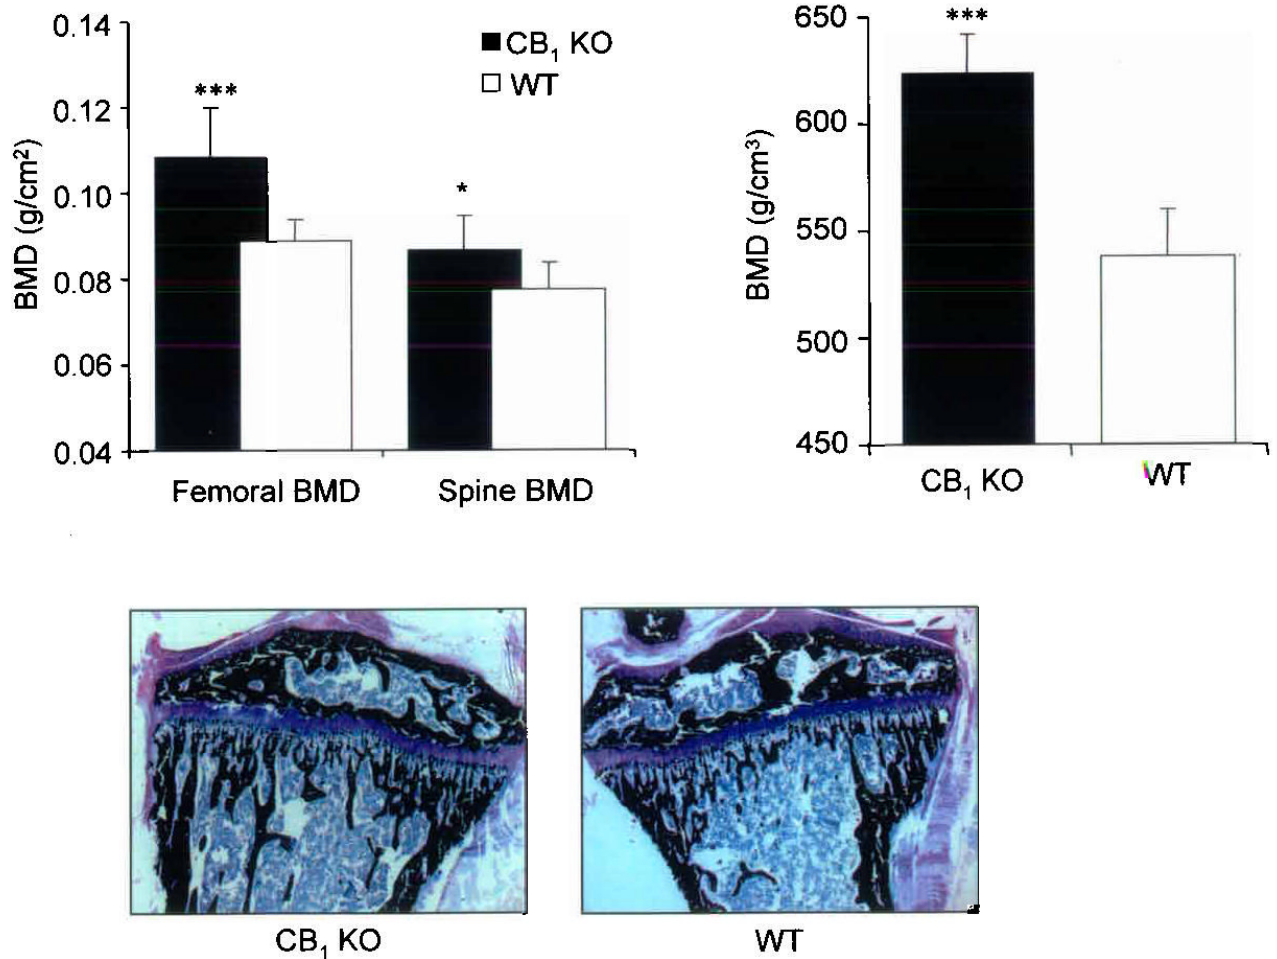 0.14
0.12
0.10
0.08
0.06
0.04
BMD (g/cm²)
***
*
CB₁ KO
WT
Femoral BMD
Spine BMD
650
600
550
500
450
BMD (g/cm³)
***
CB₁ KO
WT
CB₁ KO
WT